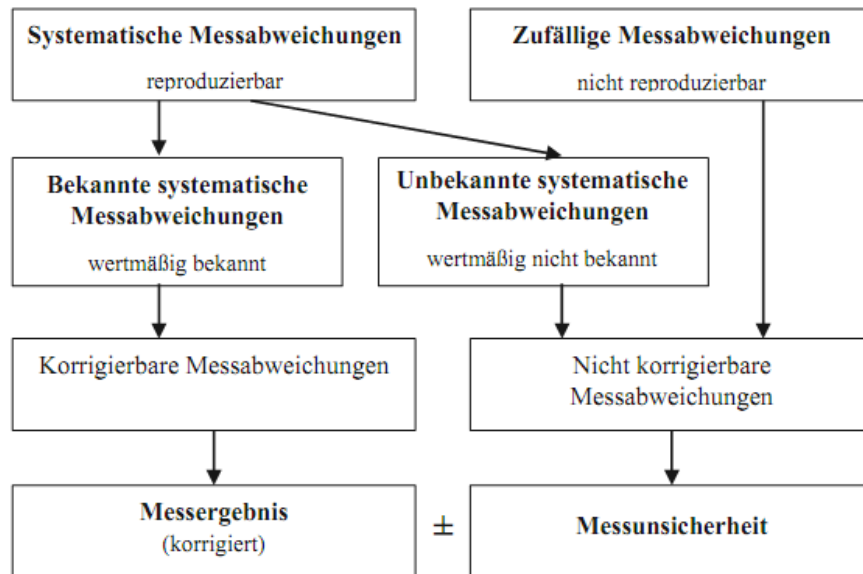 Systematische Messabweichungen
reproduzierbar
Zufällige Messabweichungen
nicht reproduzierbar
Bekannte systematische
Messabweichungen
wertmäßig bekannt
Unbekannte systematische
Messabweichungen
wertmäßig nicht bekannt
Korrigierbare Messabweichungen
Nicht korrigierbare
Messabweichungen
Messergebnis
(korrigiert)
±
Messunsicherheit